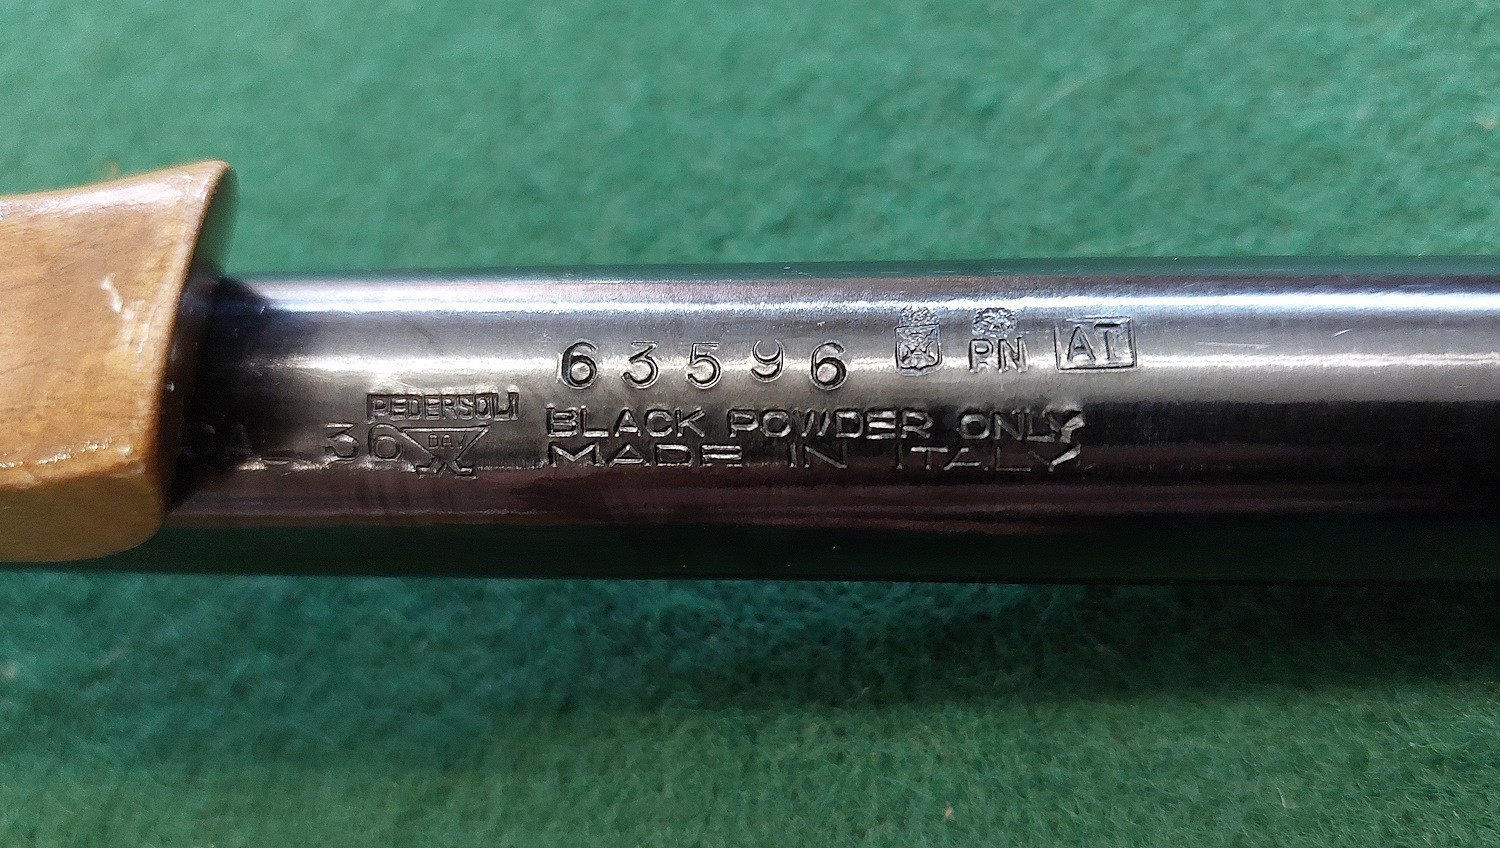 63596 PN AT
CAL 36 PEDERSOLI DAV BLACK POWDER ONLY
MADE IN ITALY